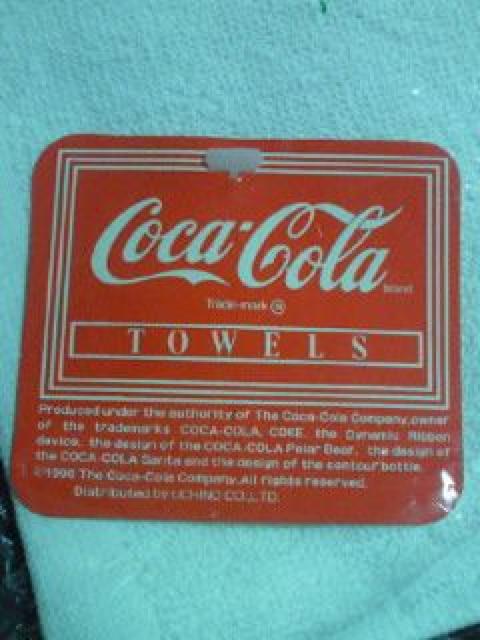 Coca-Cola
brand
Trade-mark ®
TOWELS
Produced under the authority of The Coca-Cola Company, owner
of the trademarks COCA-COLA, COKE, the Dynamic Ribbon
device, the design of the COCA-COLA Polar Bear, the design of
the COCA-COLA Santa and the design of the contour bottle.
©1996 The Coca-Cola Company. All rights reserved.
Distributed by UCHINO CO., LTD.